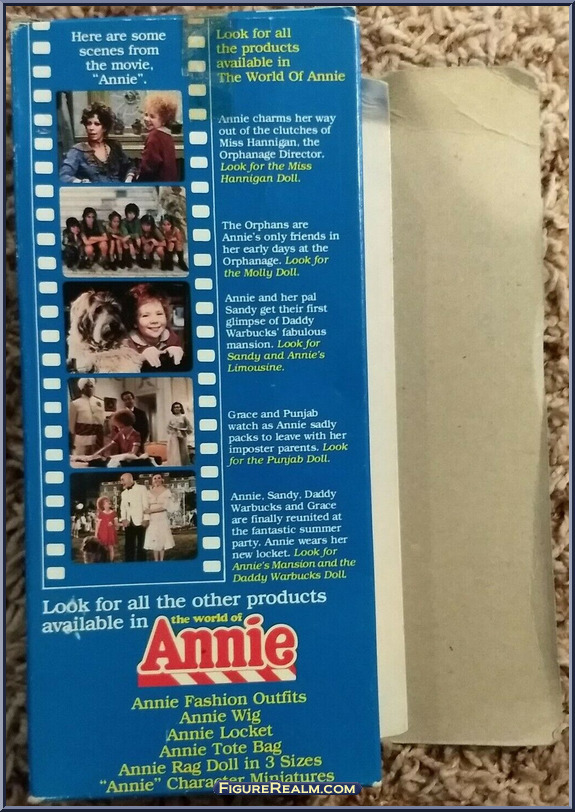 Here are some
scenes from
the movie,
"Annie".
Look for all
the products
available in
The World Of Annie
Annie charms her way
out of the clutches of
Miss Hannigan, the
Orphanage Director.
Look for the Miss
Hannigan Doll.
The Orphans are
Annie's only friends in
her early days at the
Orphanage. Look for
the Molly Doll.
Annie and her pal
Sandy get their first
glimpse of Daddy
Warbucks' fabulous
mansion. Look for
Sandy and Annie's
Limousine.
Grace and Punjab
watch as Annie sadly
packs to leave with her
imposter parents. Look
for the Punjab Doll.
Annie, Sandy, Daddy
Warbucks and Grace
are finally reunited at
the fantastic summer
party. Annie wears her
new locket. Look for
Annie's Mansion and the
Daddy Warbucks Doll.
Look for all the other products
available in the world of
Annie
Annie Fashion Outfits
Annie Wig
Annie Locket
Annie Tote Bag
Annie Rag Doll in 3 Sizes
"Annie" Character Miniatures
FigureRealm.com